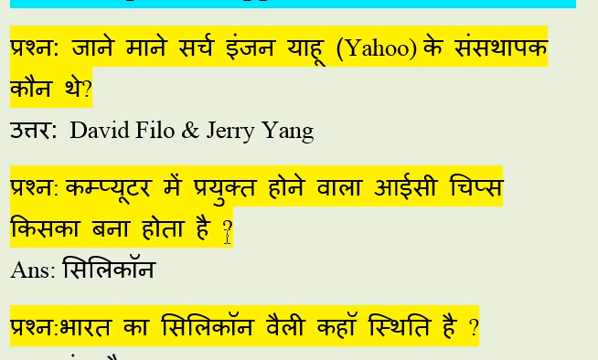 प्रश्न: जाने माने सर्च इंजन याहू (Yahoo) के संसथापक
कौन थे?
उत्तर: David Filo & Jerry Yang
प्रश्न: कम्प्यूटर में प्रयुक्त होने वाला आईसी चिप्स
किसका बना होता है ?
Ans: सिलिकॉन
प्रश्न:भारत का सिलिकॉन वैली कहाॅ स्थिति है ?